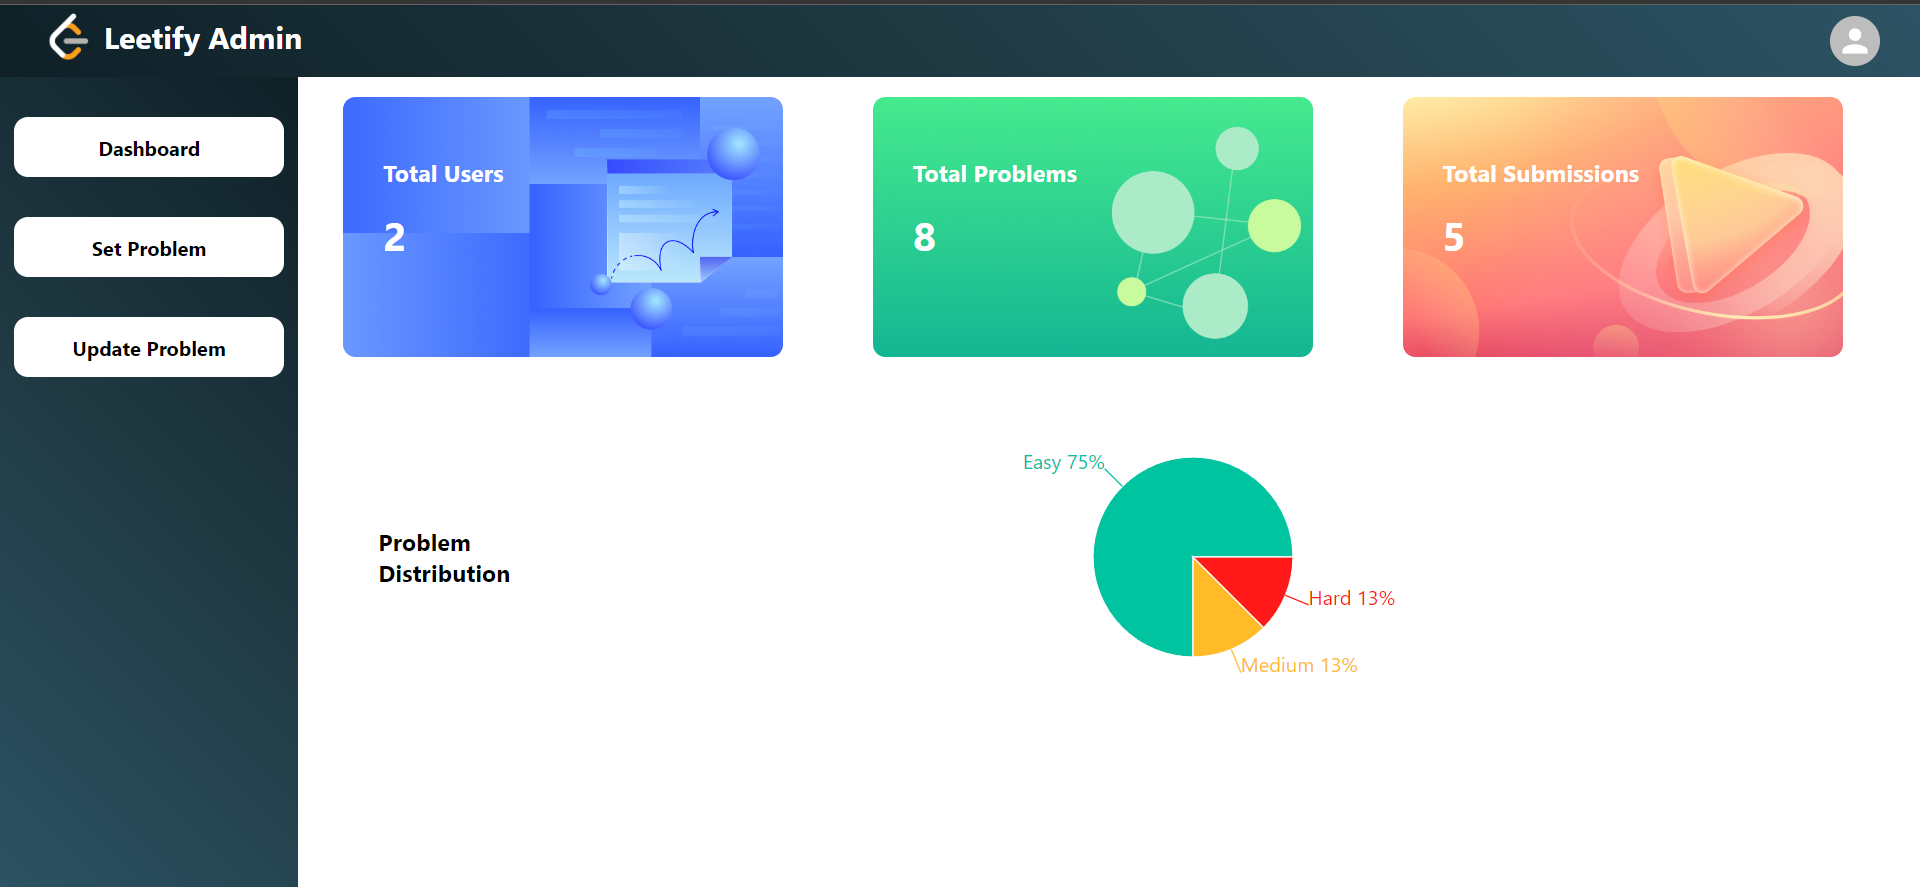 Leetify Admin
Dashboard
Set Problem
Update Problem
Total Users
2
Total Problems
8
Total Submissions
5
Problem
Distribution
Easy 75%
Hard 13%
Medium 13%